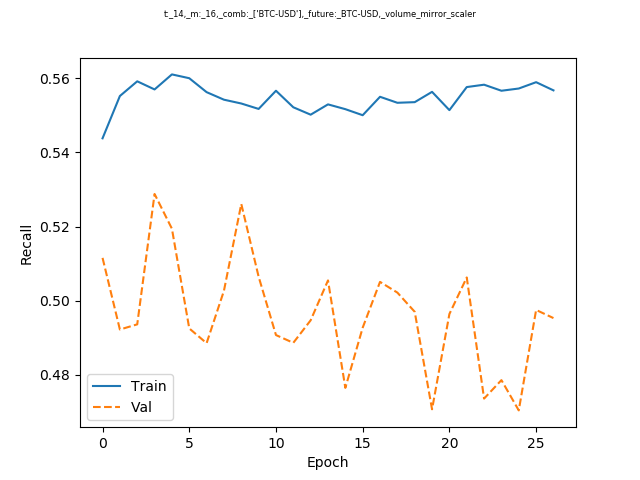 t:_14,_m:_16,_comb:_['BTC-USD'],_future:_BTC-USD,_volume_mirror_scaler
0.56
0.54
0.52
0.50
0.48
Recall
Train
Val
0 5 10 15 20 25
Epoch